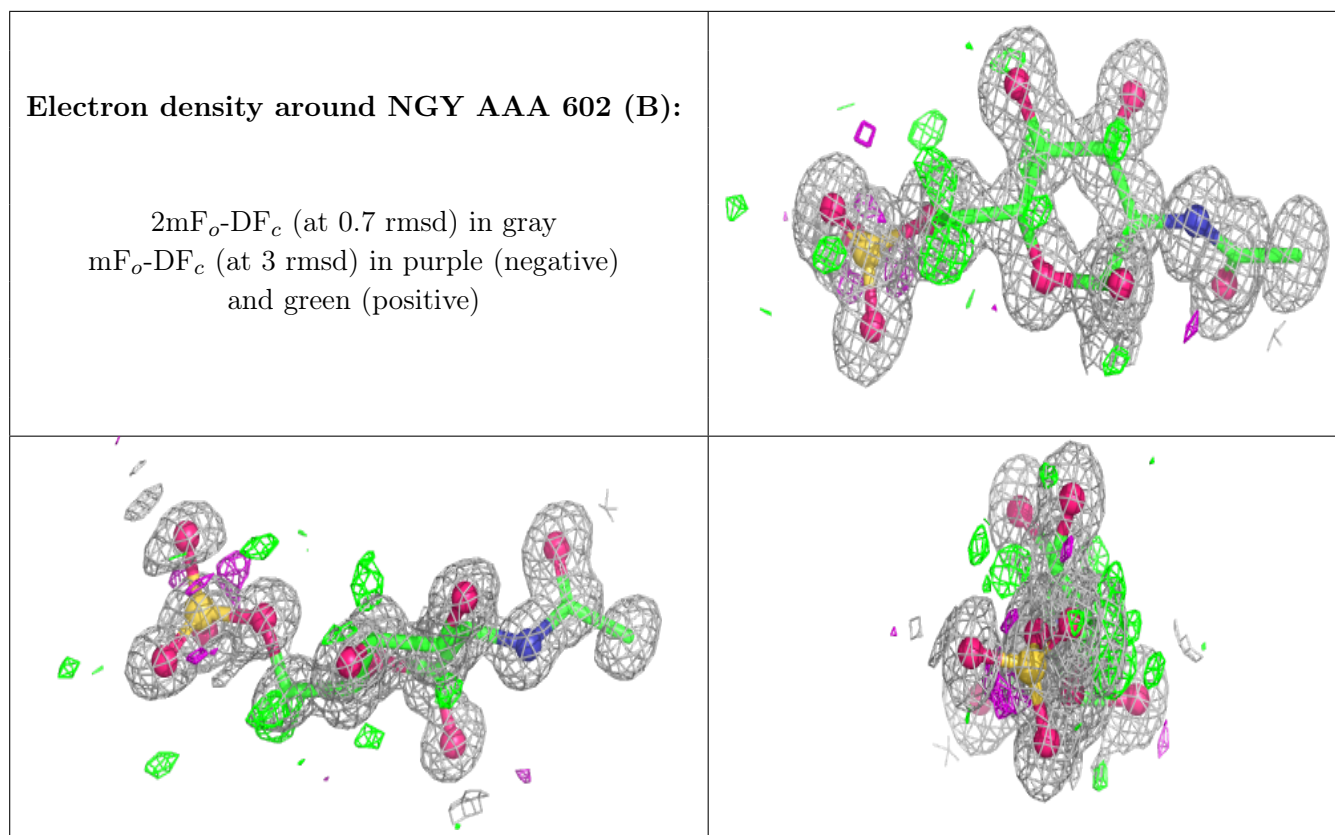 Electron density around NGY AAA 602 (B):
2mFₒ-DF𝒸 (at 0.7 rmsd) in gray
mFₒ-DF𝒸 (at 3 rmsd) in purple (negative)
and green (positive)